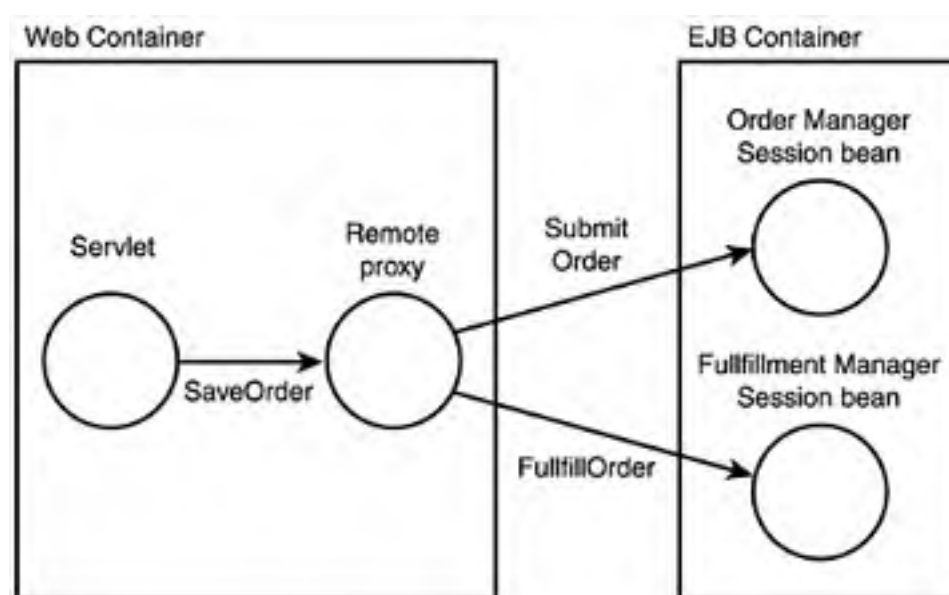 Web Container
EJB Container
Order Manager
Session bean
Servlet
Remote
proxy
Submit
Order
SaveOrder
Fullfillment Manager
Session bean
FullfillOrder